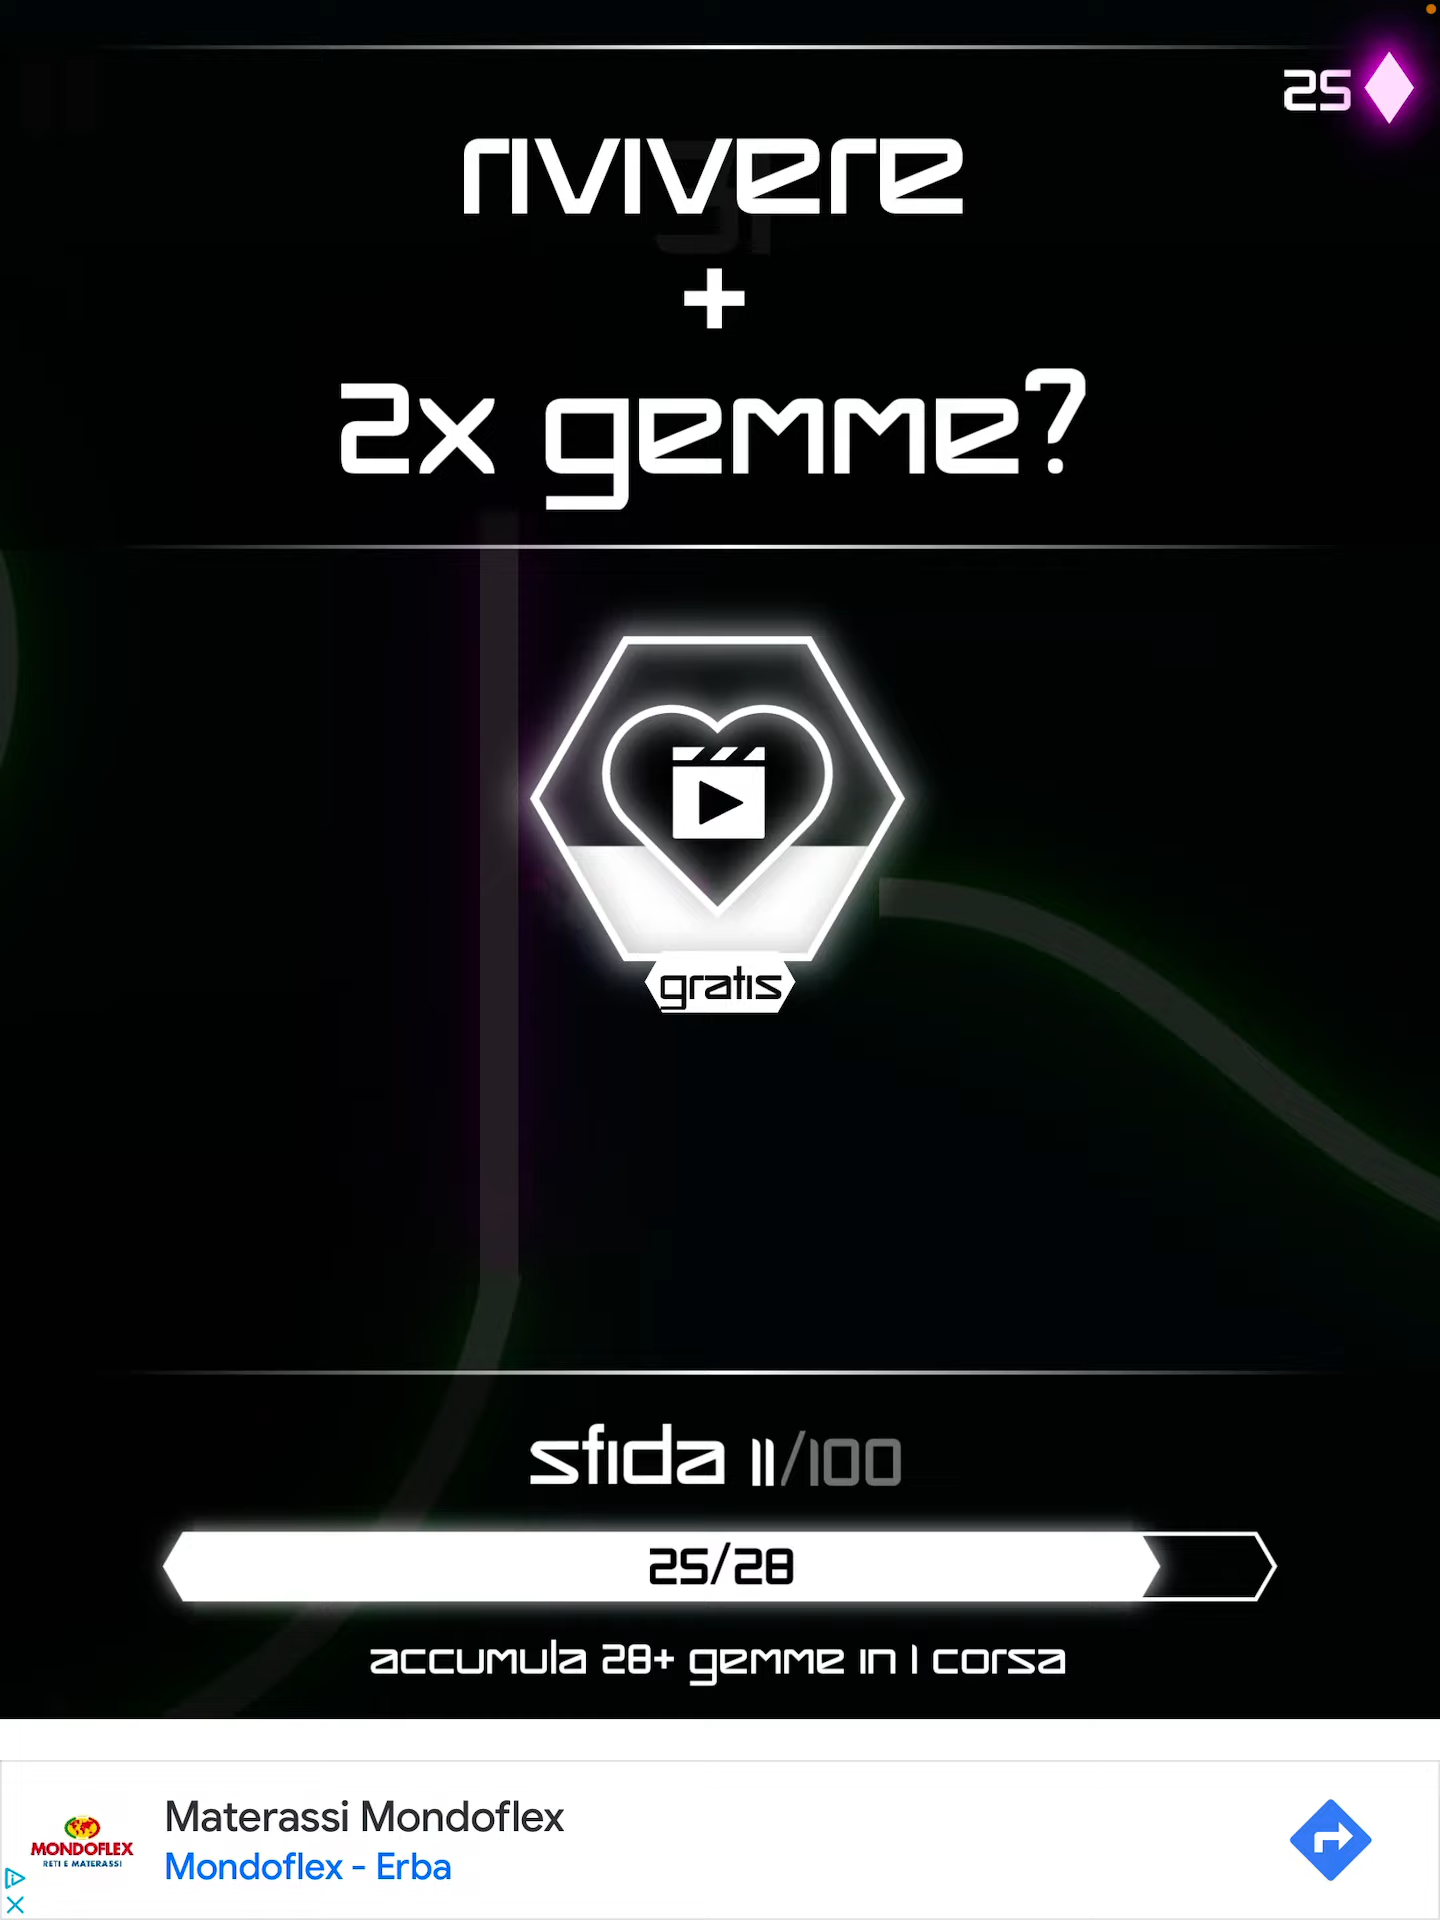 25
rivivere
+
2x gemme?
gratis
sfida 11/100
25/28
accumula 28+ gemme in 1 corsa
MONDOFLEX
RETI E MATERASSI
Materassi Mondoflex
Mondoflex - Erba